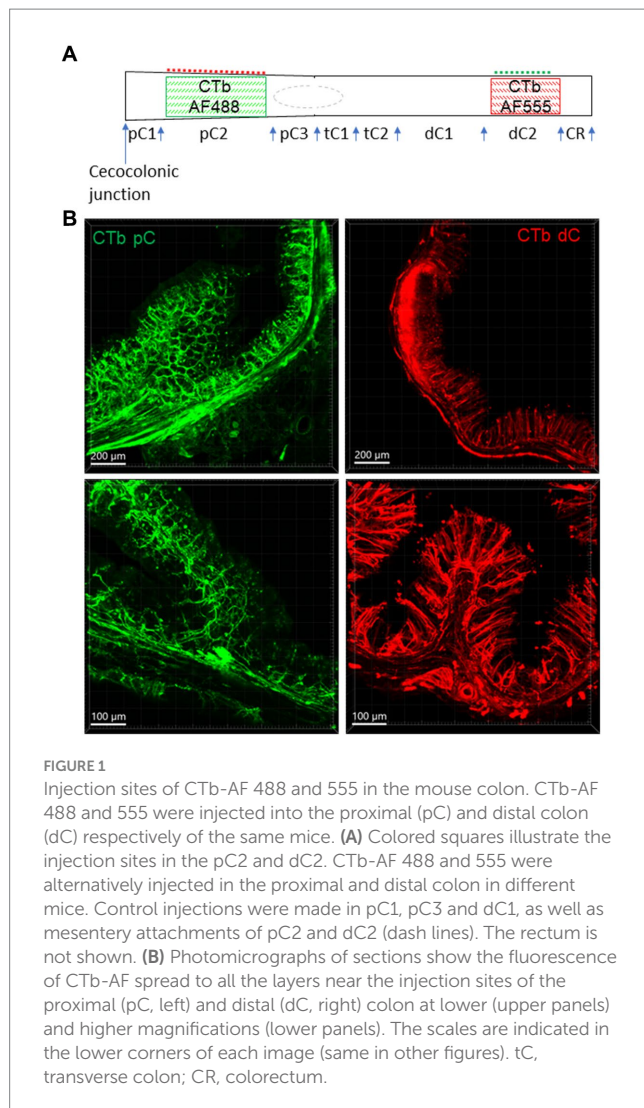 A
CTb
AF488
CTb
AF555
pC1 pC2 pC3 tC1 tC2 dC1 dC2 CR
Cecocolonic
junction
B
CTb pC
CTb dC
200 µm
200 µm
100 µm
100 µm
FIGURE 1
Injection sites of CTb-AF 488 and 555 in the mouse colon. CTb-AF
488 and 555 were injected into the proximal (pC) and distal colon
(dC) respectively of the same mice. (A) Colored squares illustrate the
injection sites in the pC2 and dC2. CTb-AF 488 and 555 were
alternatively injected in the proximal and distal colon in different
mice. Control injections were made in pC1, pC3 and dC1, as well as
mesentery attachments of pC2 and dC2 (dash lines). The rectum is
not shown. (B) Photomicrographs of sections show the fluorescence
of CTb-AF spread to all the layers near the injection sites of the
proximal (pC, left) and distal (dC, right) colon at lower (upper panels)
and higher magnifications (lower panels). The scales are indicated in
the lower corners of each image (same in other figures). tC,
transverse colon; CR, colorectum.